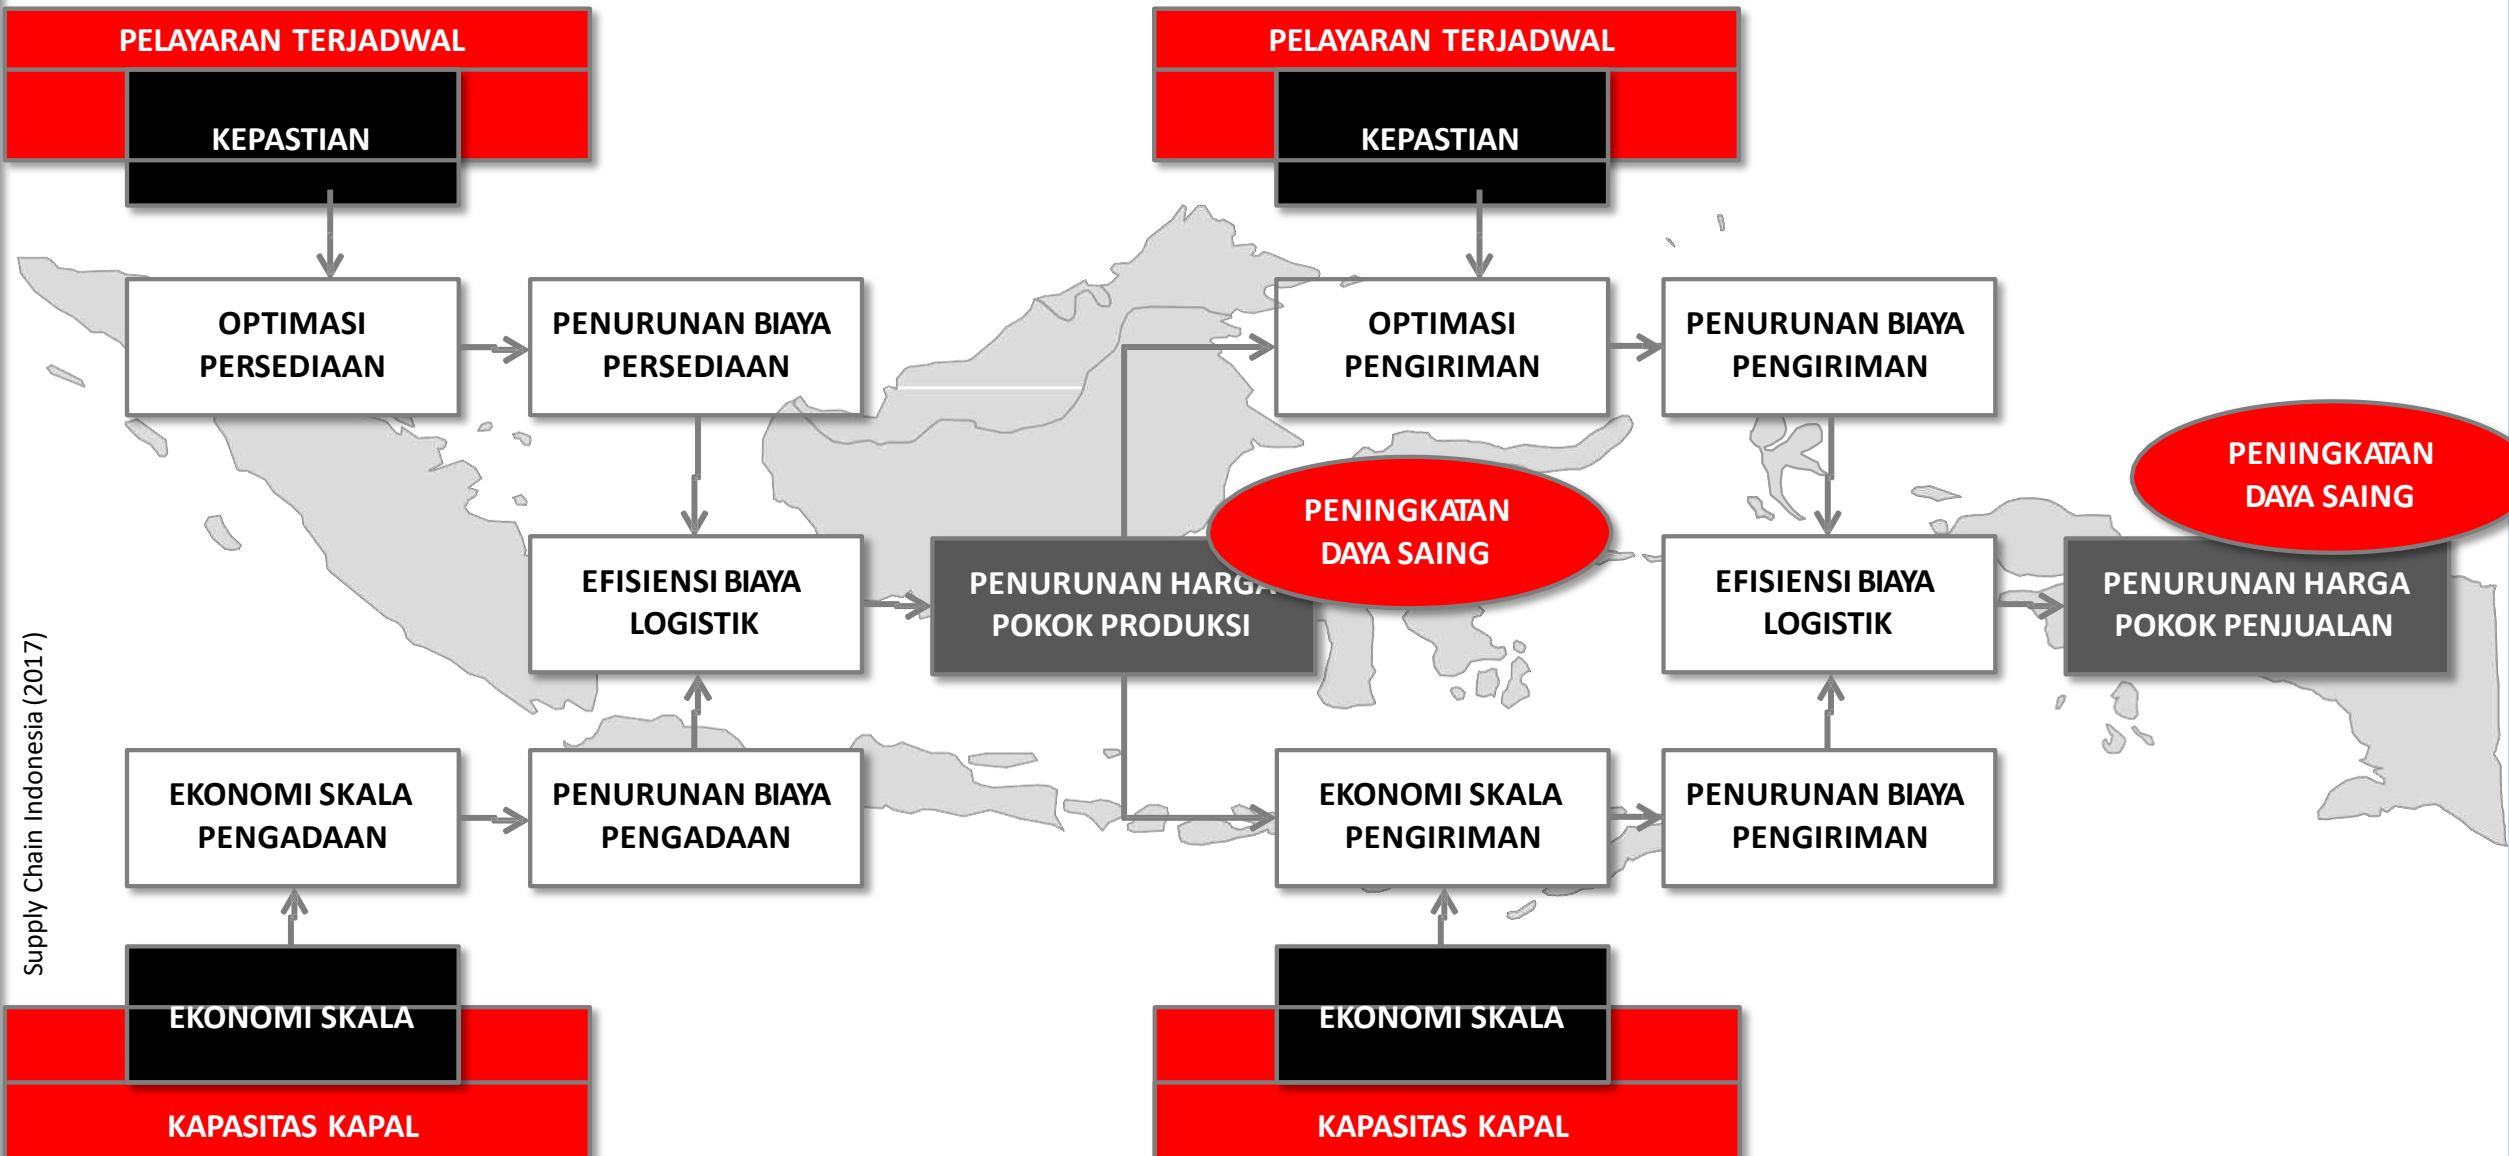 PELAYARAN TERJADWAL
KEPASTIAN
PELAYARAN TERJADWAL
KEPASTIAN
OPTIMASI
PERSEDIAAN
PENURUNAN BIAYA
PERSEDIAAN
OPTIMASI
PENGIRIMAN
PENURUNAN BIAYA
PENGIRIMAN
PENINGKATAN
DAYA SAING
PENINGKATAN
DAYA SAING
EFISIENSI BIAYA
LOGISTIK
PENURUNAN HARGA
POKOK PRODUKSI
EFISIENSI BIAYA
LOGISTIK
PENURUNAN HARGA
POKOK PENJUALAN
Supply Chain Indonesia (2017)
EKONOMI SKALA
PENGADAAN
PENURUNAN BIAYA
PENGADAAN
EKONOMI SKALA
PENGIRIMAN
PENURUNAN BIAYA
PENGIRIMAN
EKONOMI SKALA
KAPASITAS KAPAL
EKONOMI SKALA
KAPASITAS KAPAL